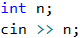 int n;
cin >> n;